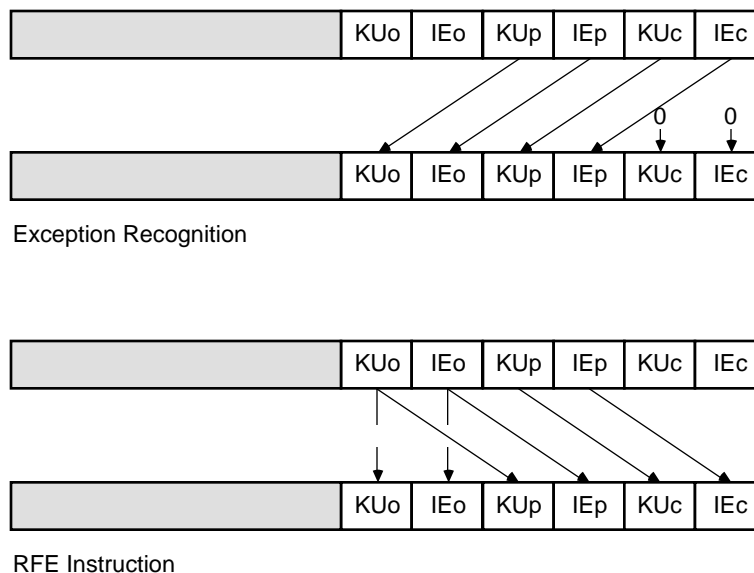 KUo IEo KUp IEp KUc IEc
0 0
KUo IEo KUp IEp KUc IEc
Exception Recognition
KUo IEo KUp IEp KUc IEc
KUo IEo KUp IEp KUc IEc
RFE Instruction